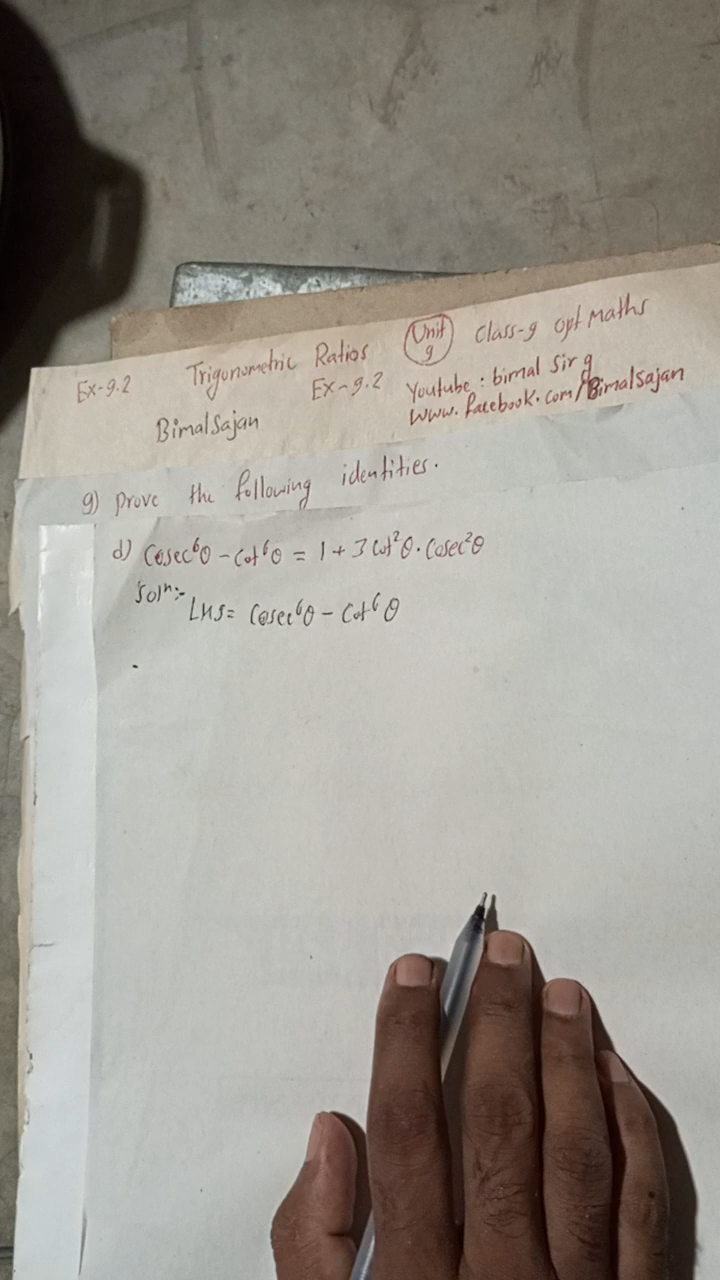 Ex-9.2 Trigonometric Ratios Ex-9.2 Unit 9 Class-9 opt Maths
BimalSajan Youtube : bimal Sir g
www.facebook.com/Bimalsajan
9) prove the following identities.
d) Cosec⁶θ - Cot⁶θ = 1 + 3 Cot²θ · Cosec²θ
Solⁿ:-
LHS = Cosec⁶θ - Cot⁶θ